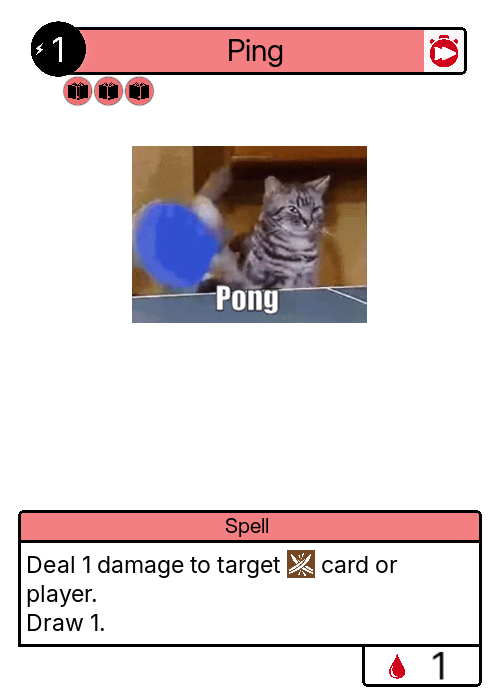 1
Ping
Pong
Spell
Deal 1 damage to target card or
player.
Draw 1.
1